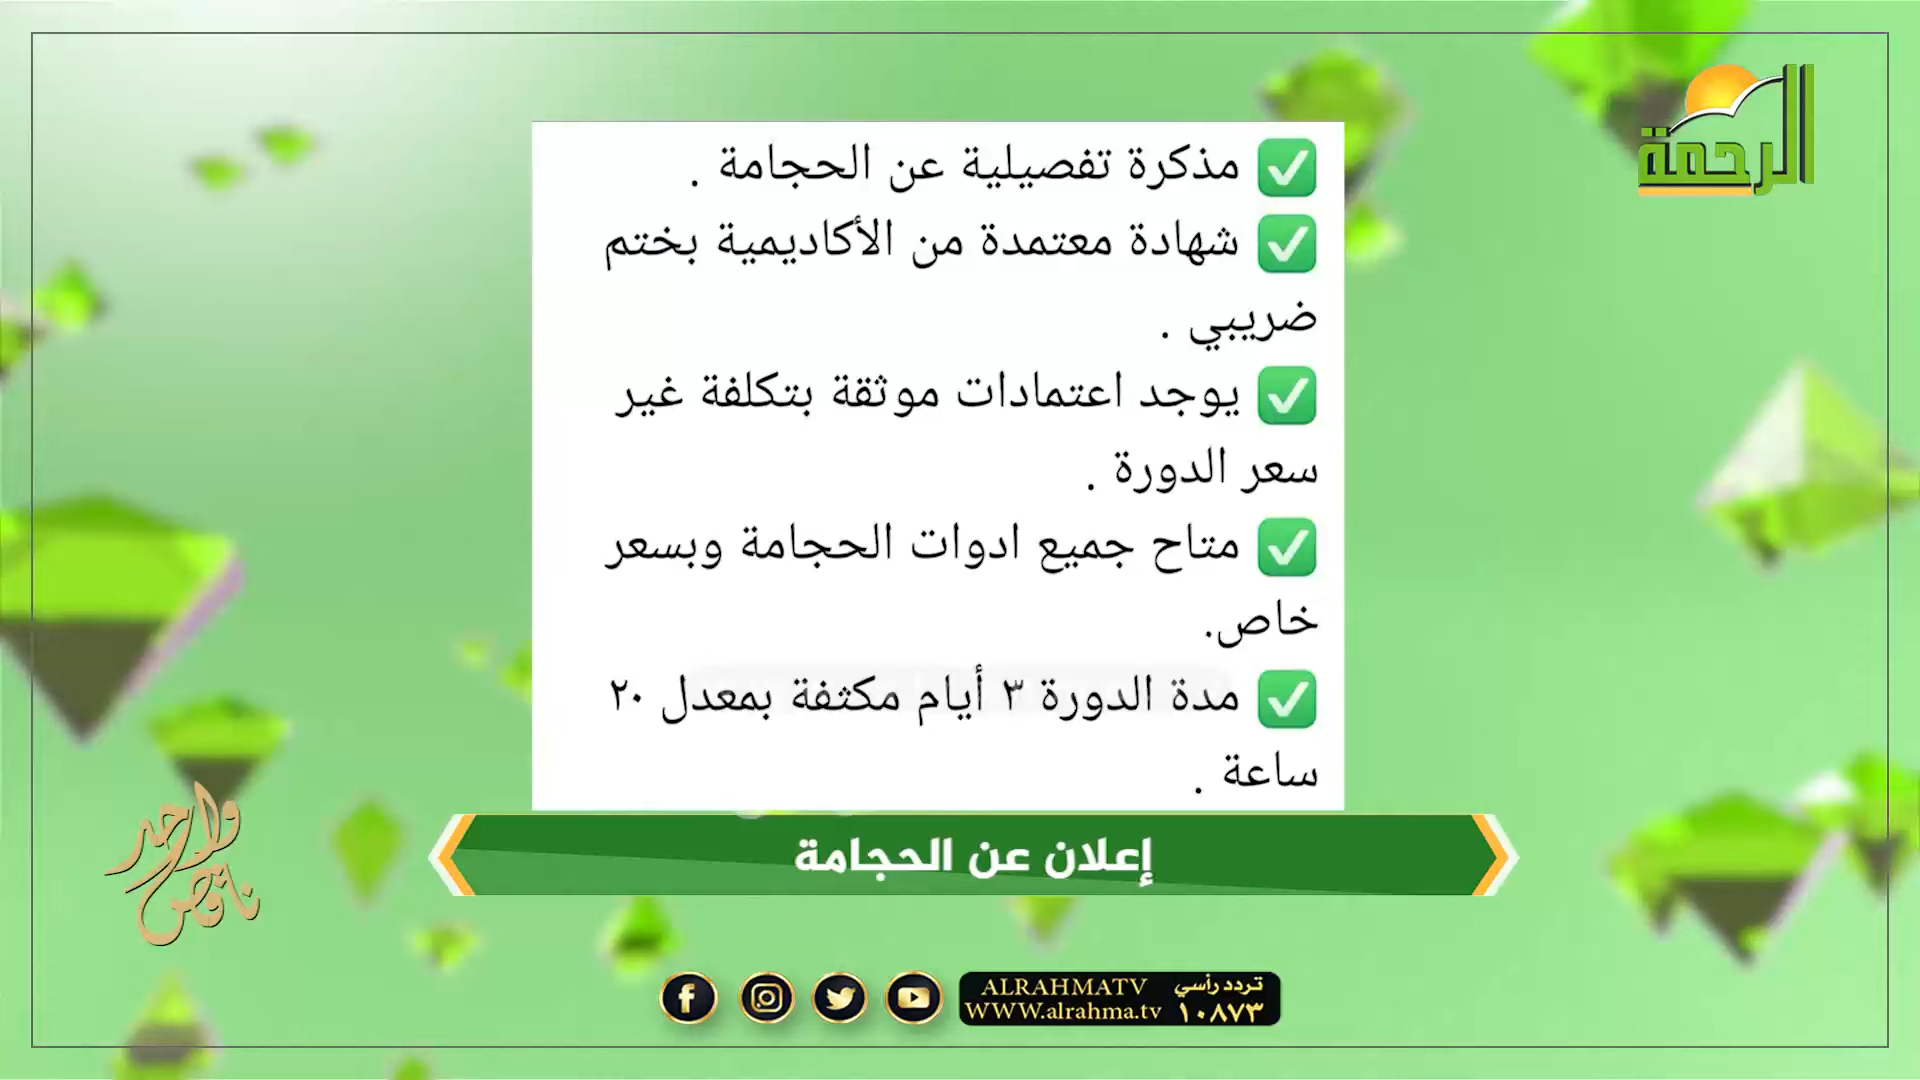 الرحمة
✅ مذكرة تفصيلية عن الحجامة .
✅ شهادة معتمدة من الأكاديمية بختم
ضريبي .
✅ يوجد اعتمادات موثقة بتكلفة غير
سعر الدورة .
✅ متاح جميع ادوات الحجامة وبسعر
خاص.
✅ مدة الدورة ٣ أيام مكثفة بمعدل ٢٠
ساعة .
إعلان عن الحجامة
واحد
ناقص
ALRAHMATV تردد رأسي
WWW.alrahma.tv ١٠٨٧٣